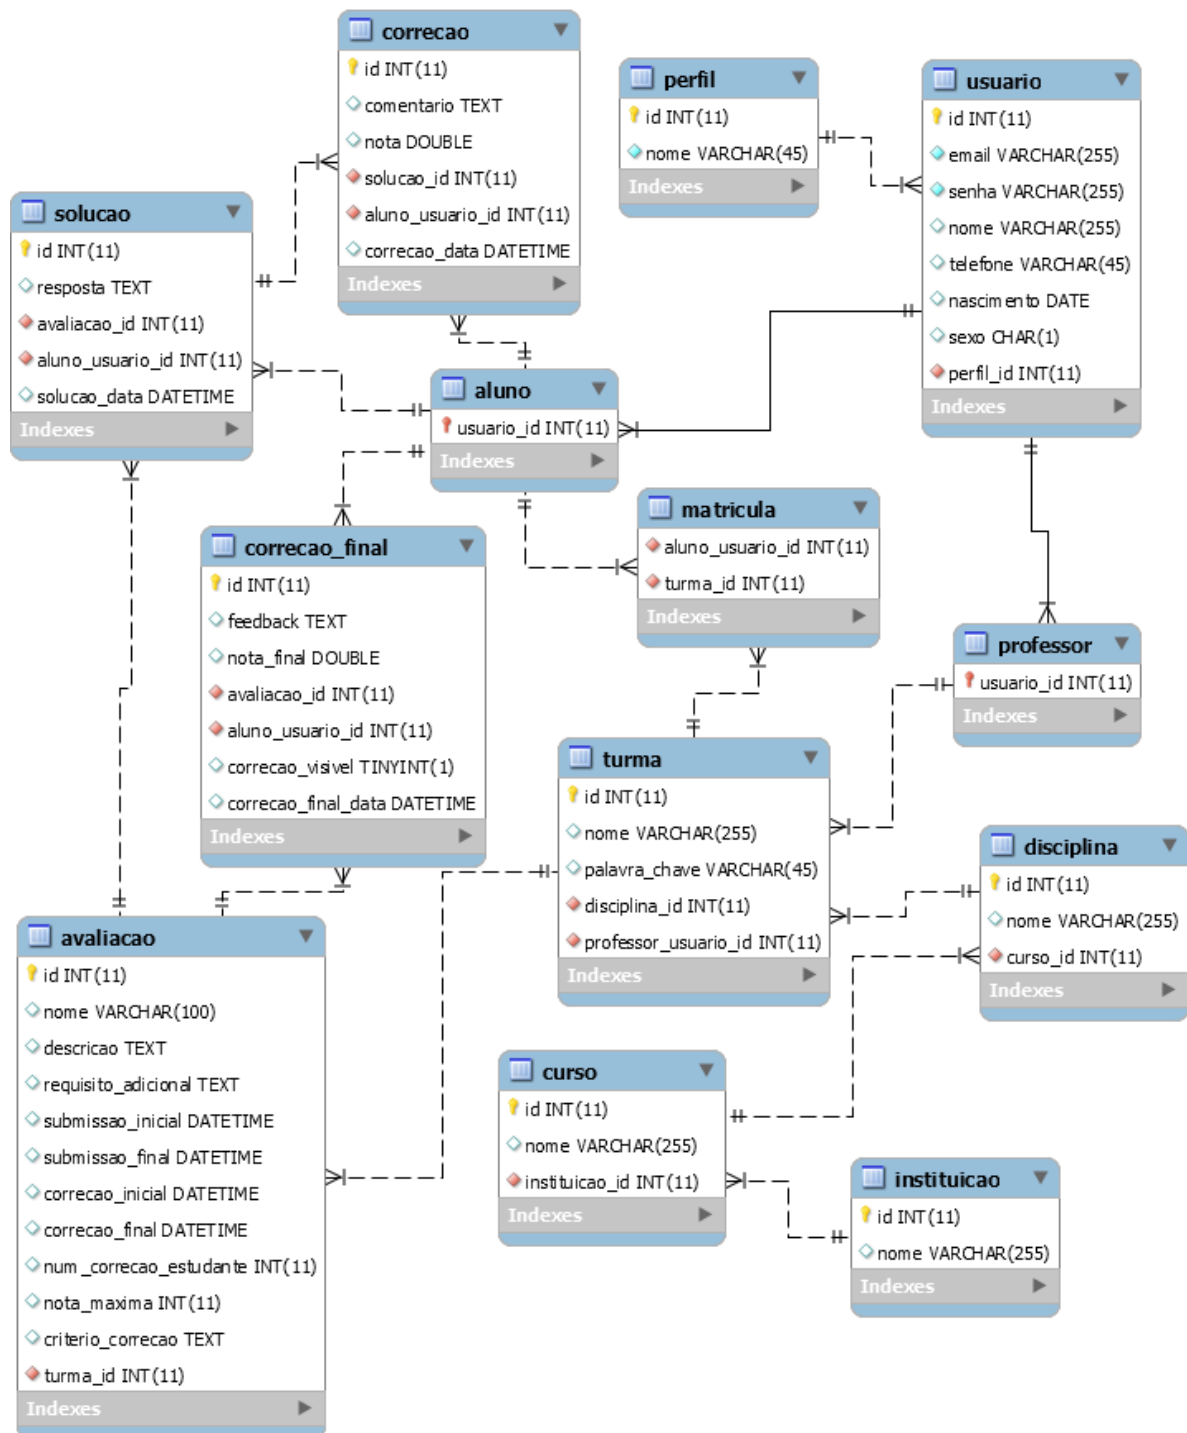 correcao
id INT(11)
comentario TEXT
nota DOUBLE
solucao_id INT(11)
aluno_usuario_id INT(11)
correcao_data DATETIME
Indexes
perfil
id INT(11)
nome VARCHAR(45)
Indexes
usuario
id INT(11)
email VARCHAR(255)
senha VARCHAR(255)
nome VARCHAR(255)
telefone VARCHAR(45)
nascimento DATE
sexo CHAR(1)
perfil_id INT(11)
Indexes
solucao
id INT(11)
resposta TEXT
avaliacao_id INT(11)
aluno_usuario_id INT(11)
solucao_data DATETIME
Indexes
aluno
usuario_id INT(11)
Indexes
matricula
aluno_usuario_id INT(11)
turma_id INT(11)
Indexes
correcao_final
id INT(11)
feedback TEXT
nota_final DOUBLE
avaliacao_id INT(11)
aluno_usuario_id INT(11)
correcao_visivel TINYINT(1)
correcao_final_data DATETIME
Indexes
professor
usuario_id INT(11)
Indexes
turma
id INT(11)
nome VARCHAR(255)
palavra_chave VARCHAR(45)
disciplina_id INT(11)
professor_usuario_id INT(11)
Indexes
disciplina
id INT(11)
nome VARCHAR(255)
curso_id INT(11)
Indexes
avaliacao
id INT(11)
nome VARCHAR(100)
descricao TEXT
requisito_adicional TEXT
submissao_inicial DATETIME
submissao_final DATETIME
correcao_inicial DATETIME
correcao_final DATETIME
num_correcao_estudante INT(11)
nota_maxima INT(11)
criterio_correcao TEXT
turma_id INT(11)
Indexes
curso
id INT(11)
nome VARCHAR(255)
instituicao_id INT(11)
Indexes
instituicao
id INT(11)
nome VARCHAR(255)
Indexes